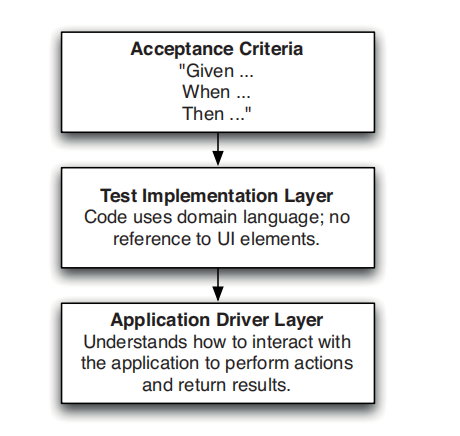 Acceptance Criteria
"Given ...
When ...
Then ..."
Test Implementation Layer
Code uses domain language; no
reference to UI elements.
Application Driver Layer
Understands how to interact with
the application to perform actions
and return results.